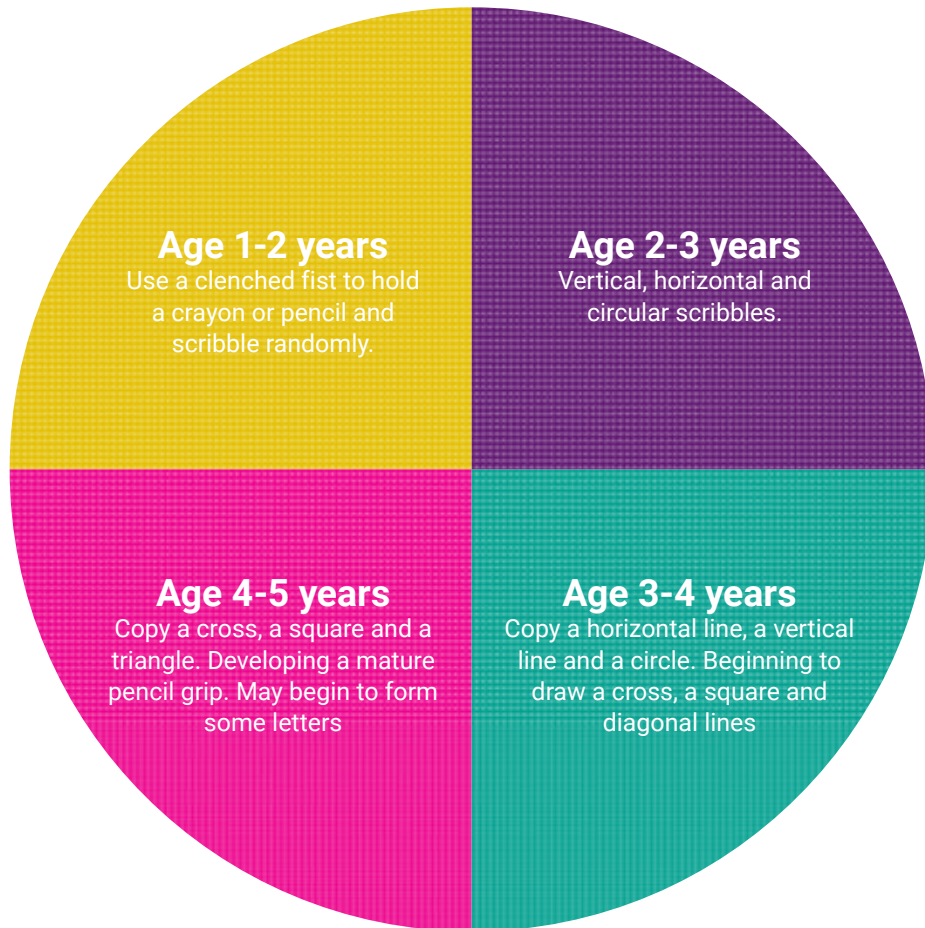 Age 1-2 years
Use a clenched fist to hold
a crayon or pencil and
scribble randomly.
Age 2-3 years
Vertical, horizontal and
circular scribbles.
Age 4-5 years
Copy a cross, a square and a
triangle. Developing a mature
pencil grip. May begin to form
some letters
Age 3-4 years
Copy a horizontal line, a vertical
line and a circle. Beginning to
draw a cross, a square and
diagonal lines